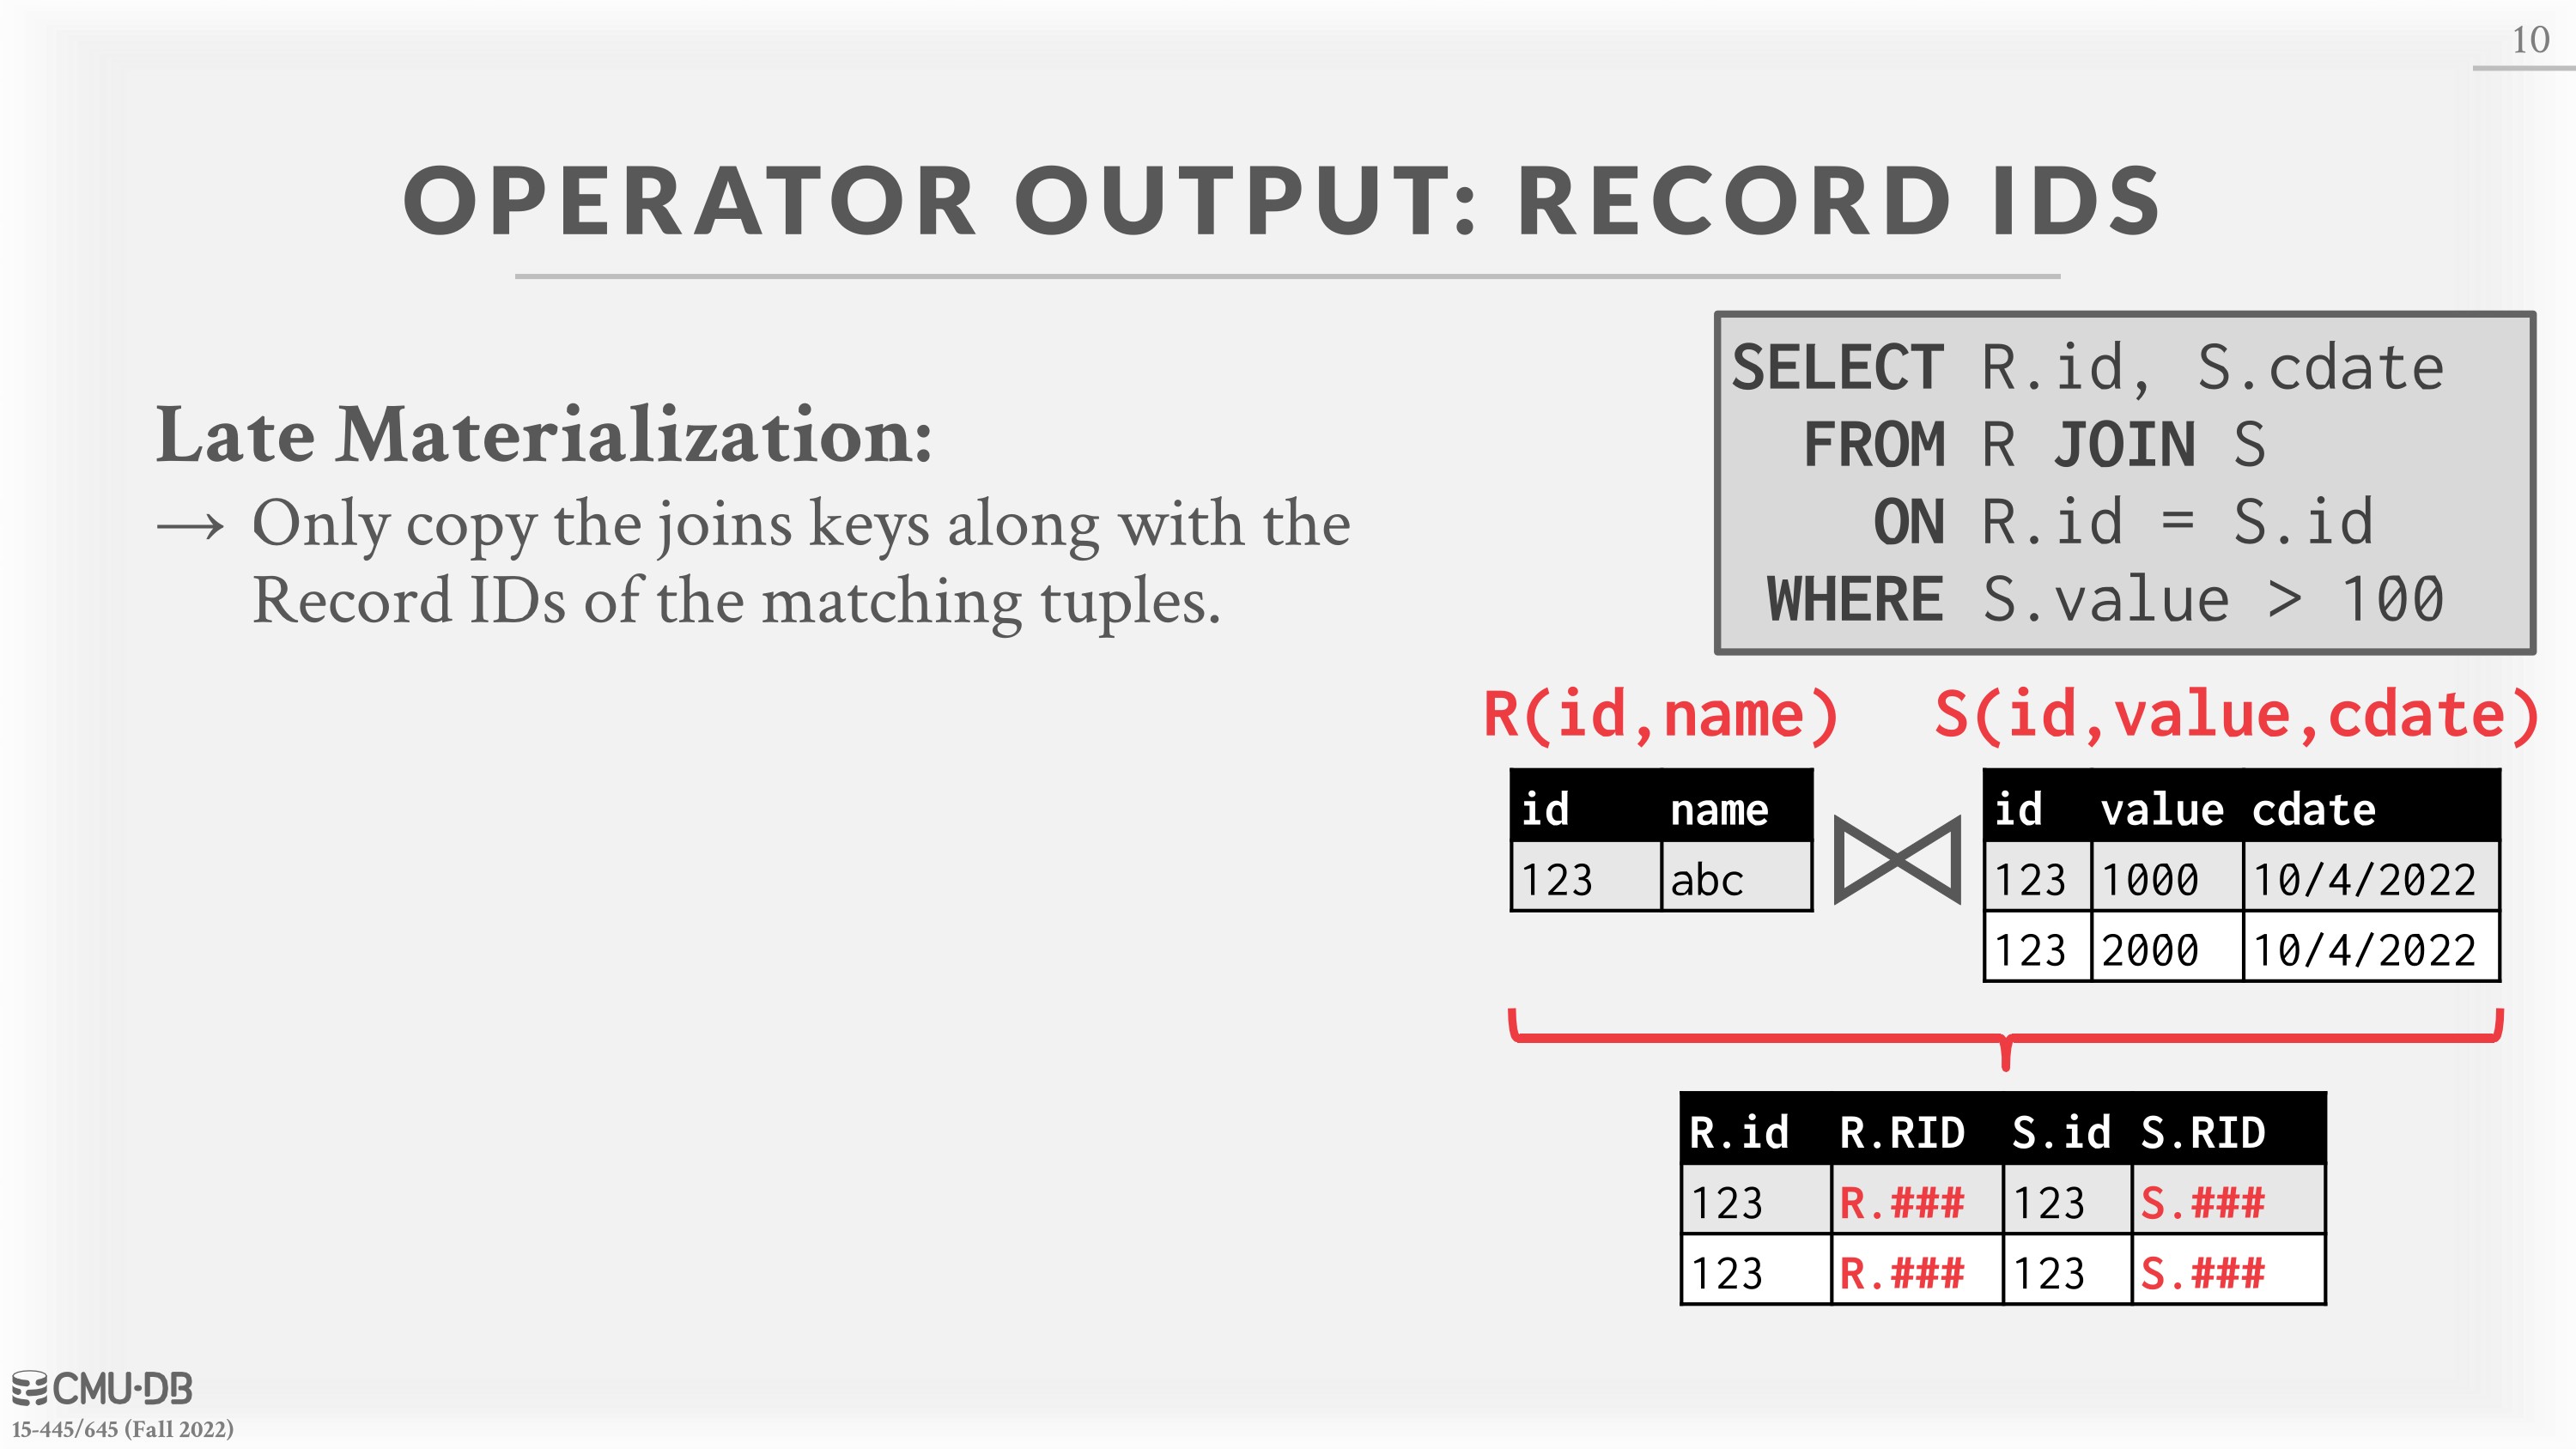 10
OPERATOR OUTPUT: RECORD IDS
Late Materialization:
→ Only copy the joins keys along with the
Record IDs of the matching tuples.
SELECT R.id, S.cdate
FROM R JOIN S
ON R.id = S.id
WHERE S.value > 100
R(id,name) S(id,value,cdate)
id name
123 abc
id value cdate
123 1000 10/4/2022
123 2000 10/4/2022
R.id R.RID S.id S.RID
123 R.### 123 S.###
123 R.### 123 S.###
CMU·DB
15-445/645 (Fall 2022)